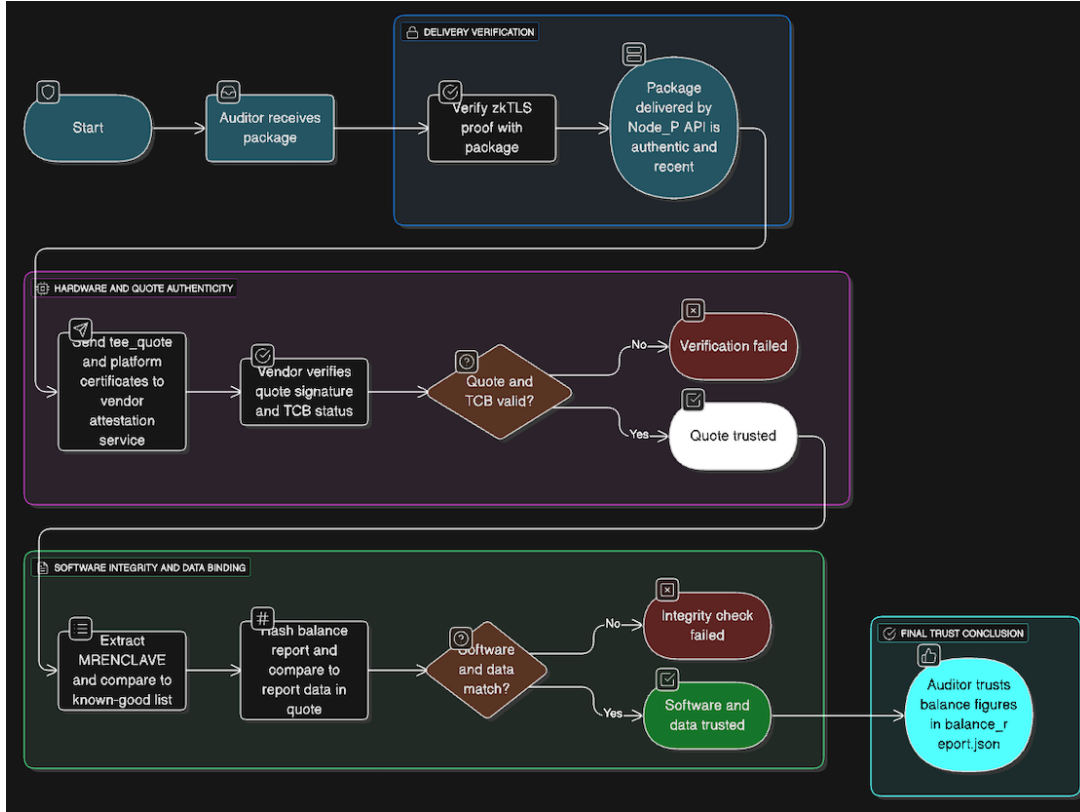 DELIVERY VERIFICATION
Start
Auditor receives
package
Verify zkTLS
proof with
package
Package
delivered by
Node_P API is
authentic and
recent
HARDWARE AND QUOTE AUTHENTICITY
Send tee_quote
and platform
certificates to
vendor
attestation
service
Vendor verifies
quote signature
and TCB status
Quote and
TCB valid?
No
Verification failed
Yes
Quote trusted
SOFTWARE INTEGRITY AND DATA BINDING
Extract
MRENCLAVE
and compare to
known-good list
Hash balance
report and
compare to
report data in
quote
Software
and data
match?
No
Integrity check
failed
Yes
Software and
data trusted
FINAL TRUST CONCLUSION
Auditor trusts
balance figures
in balance_r
eport.json